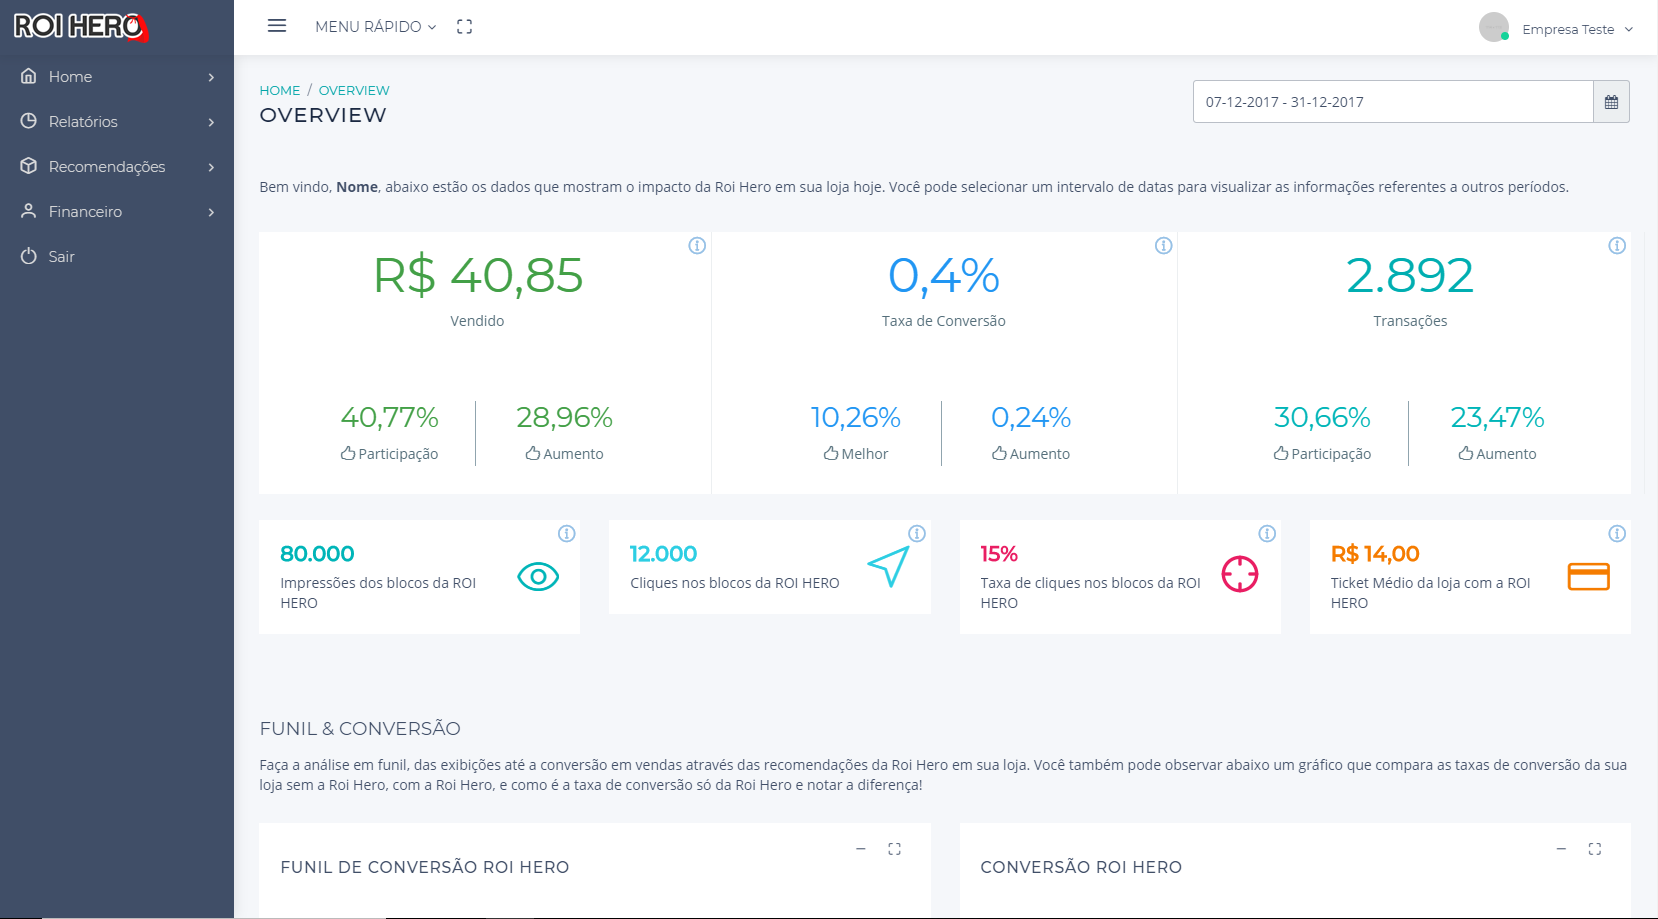 ROI HERO
MENU RÁPIDO
Empresa Teste
Home
Relatórios
Recomendações
Financeiro
Sair
HOME / OVERVIEW
OVERVIEW
07-12-2017 - 31-12-2017
Bem vindo, Nome, abaixo estão os dados que mostram o impacto da Roi Hero em sua loja hoje. Você pode selecionar um intervalo de datas para visualizar as informações referentes a outros períodos.
R$ 40,85
Vendido
40,77%
Participação
28,96%
Aumento
0,4%
Taxa de Conversão
10,26%
Melhor
0,24%
Aumento
2.892
Transações
30,66%
Participação
23,47%
Aumento
80.000
Impressões dos blocos da ROI
HERO
12.000
Cliques nos blocos da ROI HERO
15%
Taxa de cliques nos blocos da ROI
HERO
R$ 14,00
Ticket Médio da loja com a ROI
HERO
FUNIL & CONVERSÃO
Faça a análise em funil, das exibições até a conversão em vendas através das recomendações da Roi Hero em sua loja. Você também pode observar abaixo um gráfico que compara as taxas de conversão da sua
loja sem a Roi Hero, com a Roi Hero, e como é a taxa de conversão só da Roi Hero e notar a diferença!
FUNIL DE CONVERSÃO ROI HERO
CONVERSÃO ROI HERO